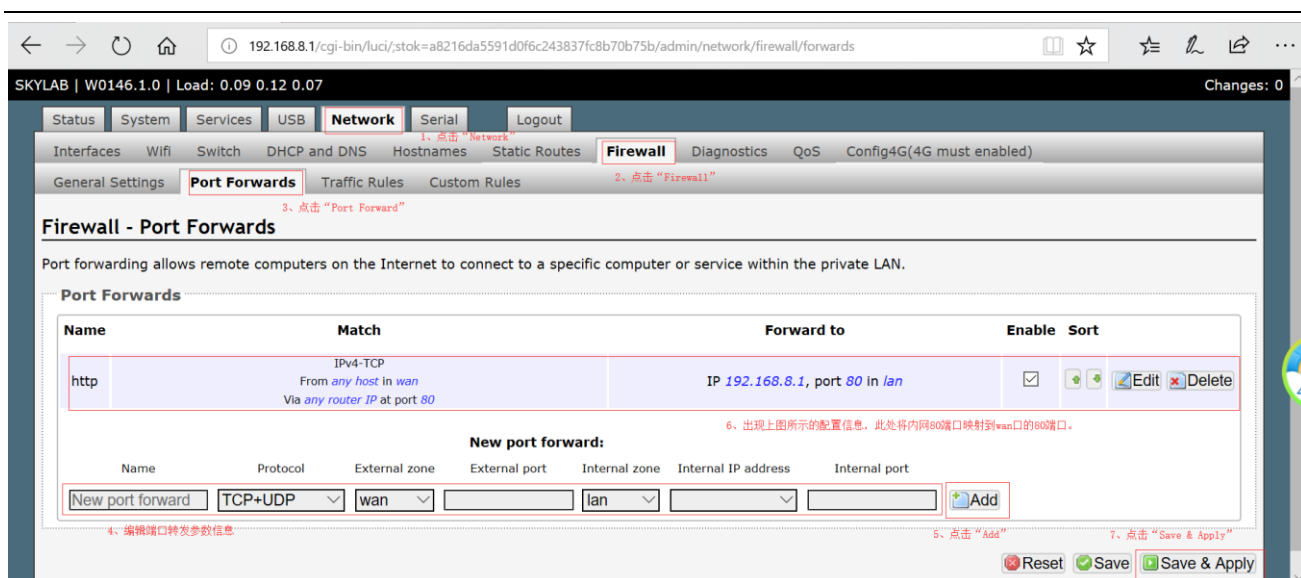 192.168.8.1/cgi-bin/luci/;stok=a8216da5591d0f6c243837fc8b70b75b/admin/network/firewall/forwards
SKYLAB | W0146.1.0 | Load: 0.09 0.12 0.07 Changes: 0
Status System Services USB Network Serial Logout
1、点击“Network”
Interfaces Wifi Switch DHCP and DNS Hostnames Static Routes Firewall Diagnostics QoS Config4G(4G must enabled)
2、点击“Firewall”
General Settings Port Forwards Traffic Rules Custom Rules
3、点击“Port Forward”
Firewall - Port Forwards
Port forwarding allows remote computers on the Internet to connect to a specific computer or service within the private LAN.
Port Forwards
Name Match Forward to Enable Sort
IPv4-TCP
http From any host in wan IP 192.168.8.1, port 80 in lan Edit Delete
Via any router IP at port 80
6、出现上图所示的配置信息，此处将内网80端口映射到wan口的80端口。
New port forward:
Name Protocol External zone External port Internal zone Internal IP address Internal port
New port forward TCP+UDP wan lan Add
4、编辑端口转发参数信息
5、点击“Add”
7、点击“Save & Apply”
Reset Save Save & Apply